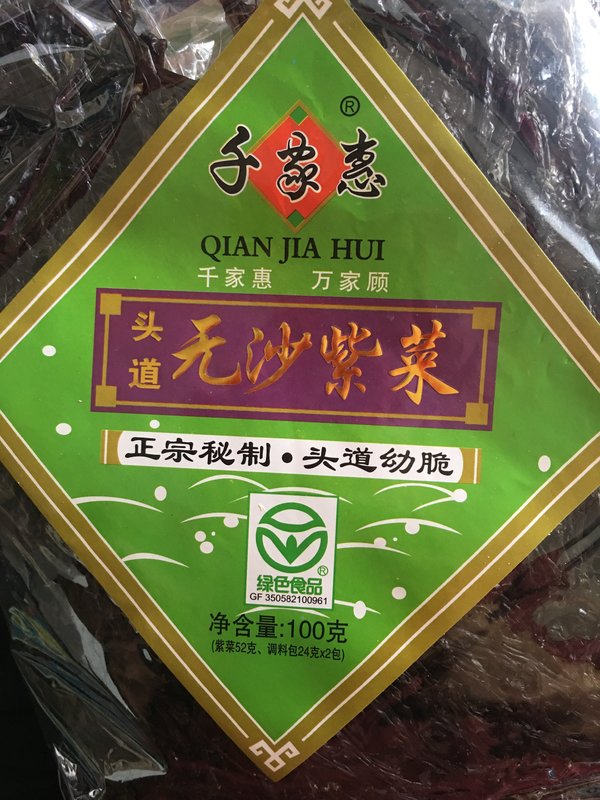 ®
千家惠
QIAN JIA HUI
千家惠 万家顾
头道 无沙紫菜
正宗秘制·头道幼脆
绿色食品®
GF 350582100961
净含量:100克
(紫菜52克、调料包24克x2包)